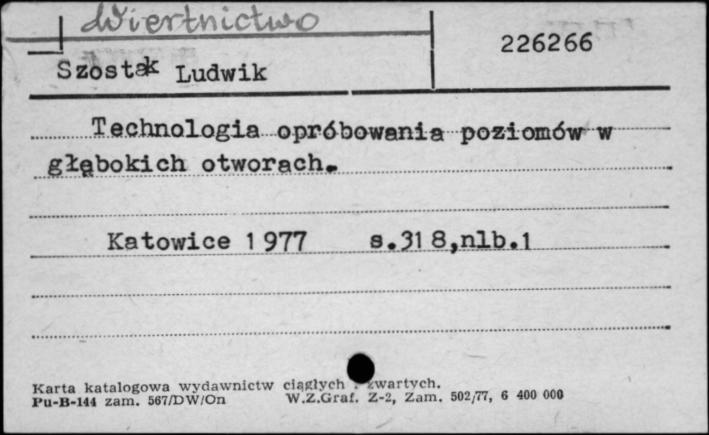 Wiertnictwo
226266
Szostak Ludwik
Technologia opróbowania poziomów w
głębokich otworach.
Katowice 1977 s.318,nlb.1
Karta katalogowa wydawnictw ciągłych i zwartych.
Pu-B-144 zam. 567/DW/On W.Z.Graf. Z-2, Zam. 502/77, 6 400 000